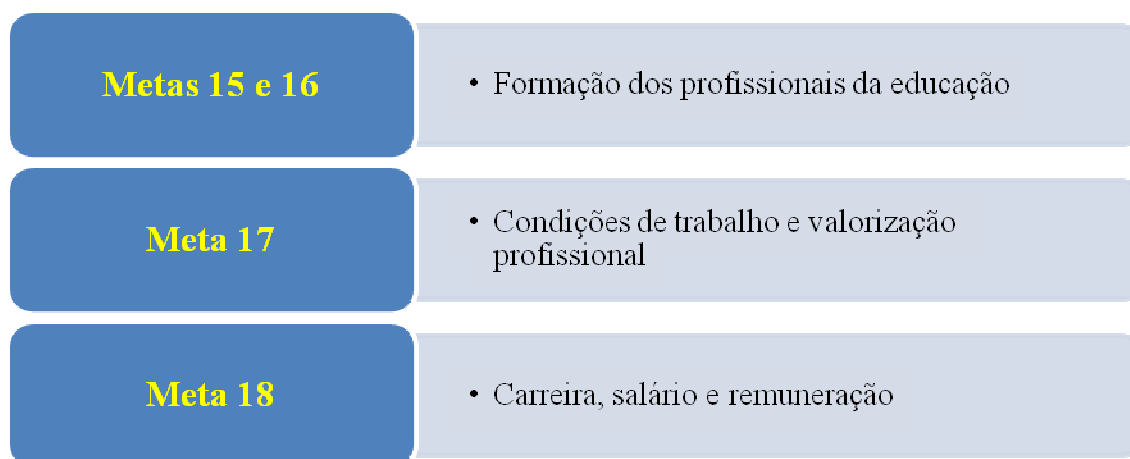 Metas 15 e 16
• Formação dos profissionais da educação
Meta 17
• Condições de trabalho e valorização
profissional
Meta 18
• Carreira, salário e remuneração